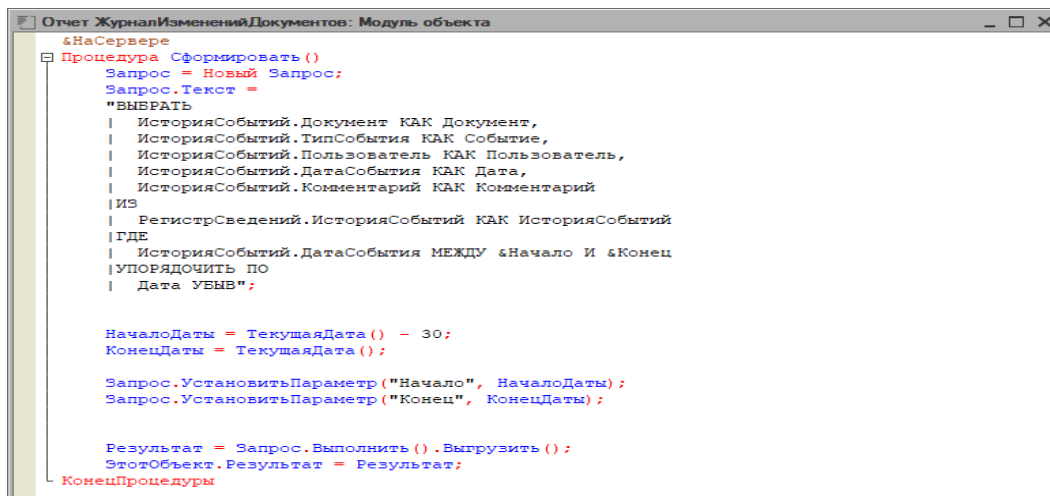 Отчет ЖурналИзмененийДокументов: Модуль объекта
&НаСервере
Процедура Сформировать()
Запрос = Новый Запрос;
Запрос.Текст =
"ВЫБРАТЬ
| ИсторияСобытий.Документ КАК Документ,
| ИсторияСобытий.ТипСобытия КАК Событие,
| ИсторияСобытий.Пользователь КАК Пользователь,
| ИсторияСобытий.ДатаСобытия КАК Дата,
| ИсторияСобытий.Комментарий КАК Комментарий
|ИЗ
| РегистрСведений.ИсторияСобытий КАК ИсторияСобытий
|ГДЕ
| ИсторияСобытий.ДатаСобытия МЕЖДУ &Начало И &Конец
|УПОРЯДОЧИТЬ ПО
| Дата УБЫВ";
НачалоДаты = ТекущаяДата() - 30;
КонецДаты = ТекущаяДата();
Запрос.УстановитьПараметр("Начало", НачалоДаты);
Запрос.УстановитьПараметр("Конец", КонецДаты);
Результат = Запрос.Выполнить().Выгрузить();
ЭтотОбъект.Результат = Результат;
КонецПроцедуры